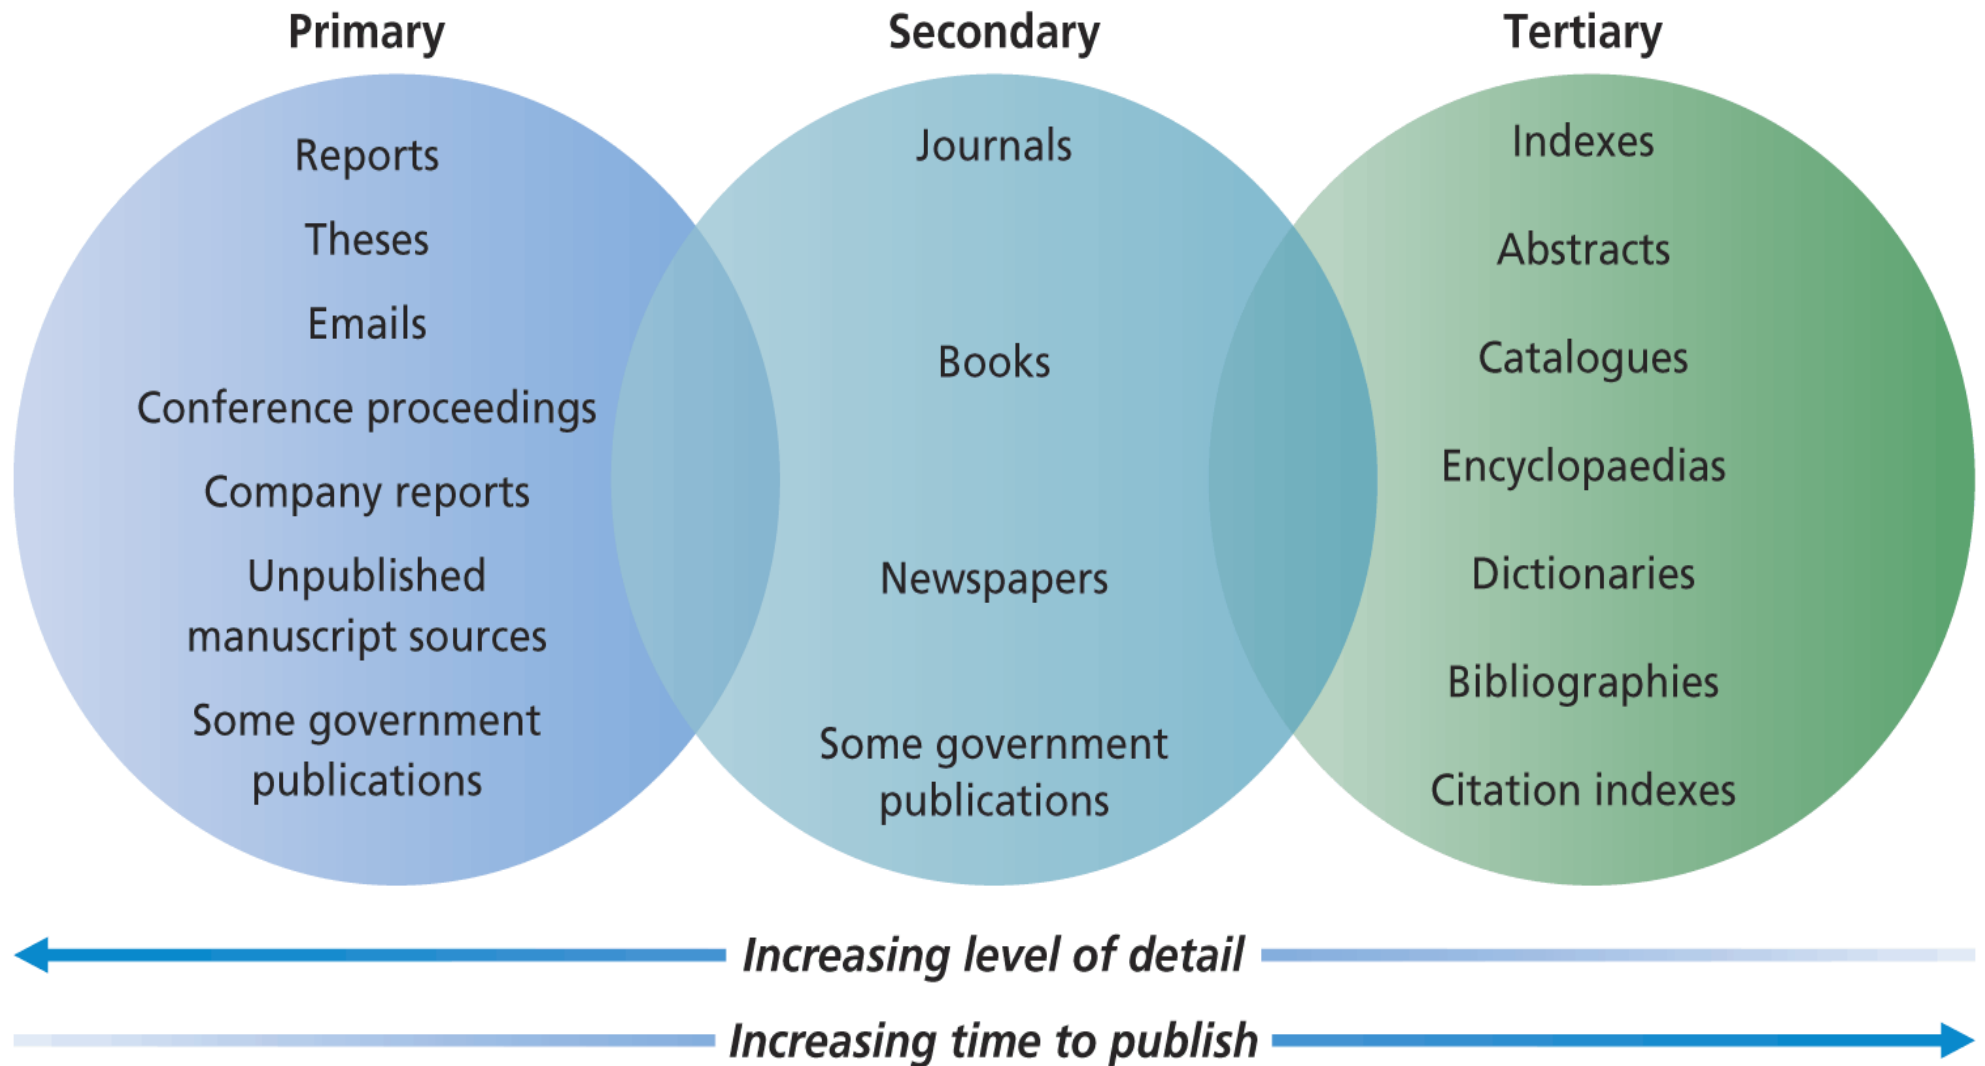 Primary
Reports
Theses
Emails
Conference proceedings
Company reports
Unpublished
manuscript sources
Some government
publications
Secondary
Journals
Books
Newspapers
Some government
publications
Tertiary
Indexes
Abstracts
Catalogues
Encyclopaedias
Dictionaries
Bibliographies
Citation indexes
Increasing level of detail
Increasing time to publish